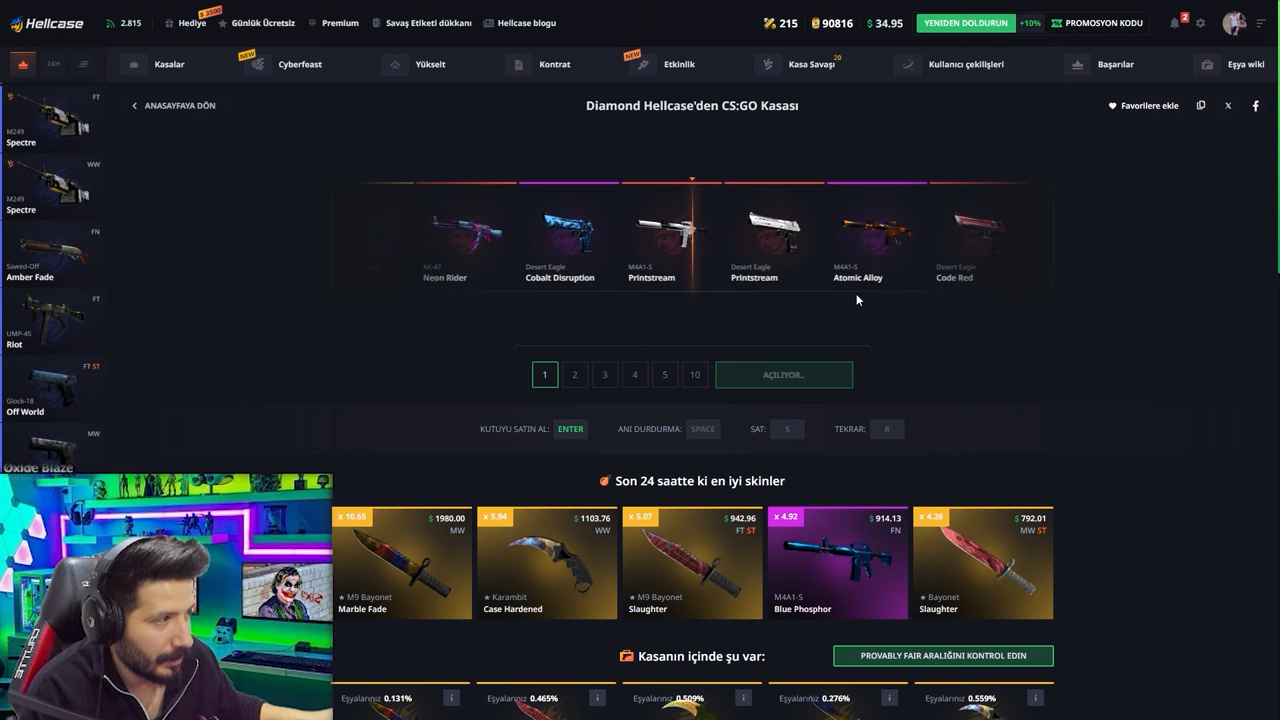 Hellcase
2.815
Hediye
$ 3500
Günlük Ücretsiz
Premium
Savaş Etiketi dükkanı
Hellcase blogu
215
90816
$ 34.95
YENİDEN DOLDURUN
+10%
PROMOSYON KODU
2
24H
Kasalar
NEW
Cyberfeast
Yükselt
Kontrat
NEW
Etkinlik
Kasa Savaşı
20
Kullanıcı çekilişleri
Başarılar
Eşya wiki
ANASAYFAYA DÖN
Diamond Hellcase'den CS:GO Kasası
Favorilere ekle
FT
M249
Spectre
WW
M249
Spectre
FN
Sawed-Off
Amber Fade
FT
UMP-45
Riot
FT ST
Glock-18
Off World
MW
Oxide Blaze
AK-47
Neon Rider
Desert Eagle
Cobalt Disruption
M4A1-S
Printstream
Desert Eagle
Printstream
M4A1-S
Atomic Alloy
Desert Eagle
Code Red
1
2
3
4
5
10
AÇILIYOR..
KUTUYU SATIN AL: ENTER
ANI DURDURMA: SPACE
SAT: S
TEKRAR: R
Son 24 saatte ki en iyi skinler
x 10.65
$ 1980.00
MW
★ M9 Bayonet
Marble Fade
x 5.94
$ 1103.76
WW
★ Karambit
Case Hardened
x 5.07
$ 942.96
FT ST
★ M9 Bayonet
Slaughter
x 4.92
$ 914.13
FN
M4A1-S
Blue Phosphor
x 4.26
$ 792.01
MW ST
★ Bayonet
Slaughter
Kasanın içinde şu var:
PROVABLY FAIR ARALIĞINI KONTROL EDIN
Eşyalarınız 0.131%
Eşyalarınız 0.465%
Eşyalarınız 0.509%
Eşyalarınız 0.276%
Eşyalarınız 0.559%